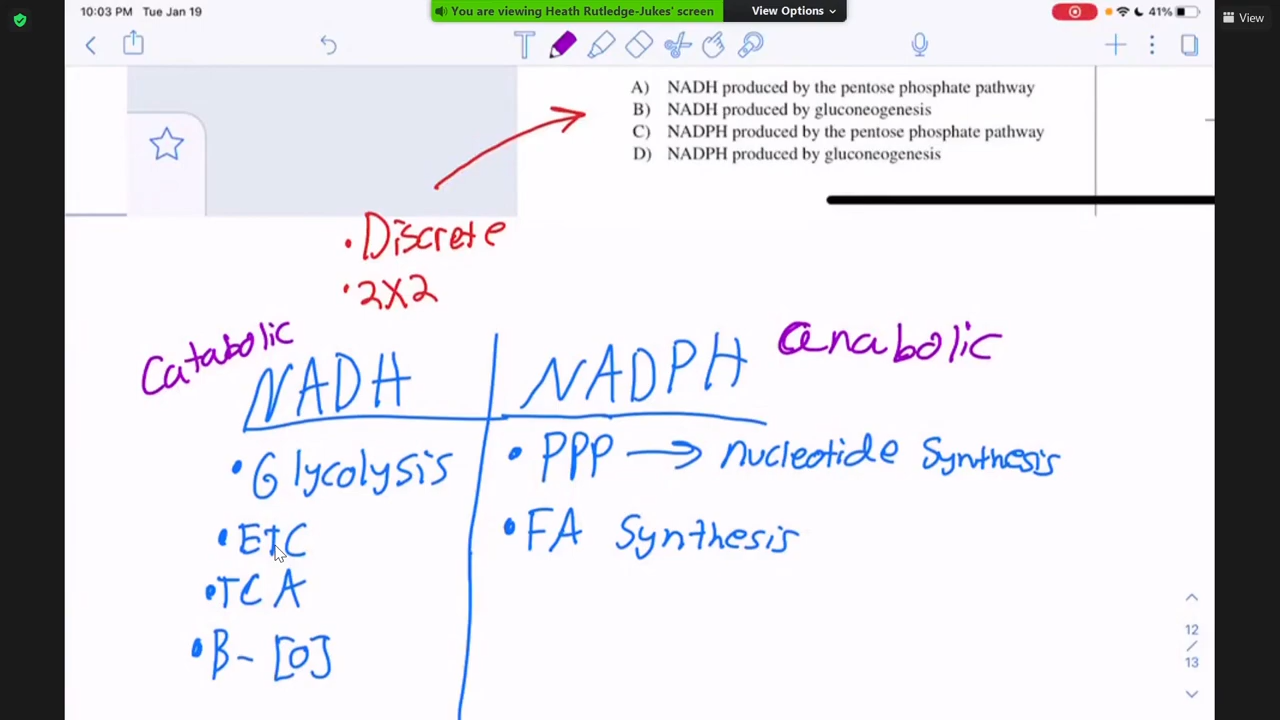 10:03 PM Tue Jan 19
You are viewing Heath Rutledge-Jukes' screen
View Options
41%
View
A) NADH produced by the pentose phosphate pathway
B) NADH produced by gluconeogenesis
C) NADPH produced by the pentose phosphate pathway
D) NADPH produced by gluconeogenesis
• Discrete
• 2x2
Catabolic
anabolic
NADH
NADPH
• Glycolysis
• PPP → nucleotide Synthesis
• ETC
• FA Synthesis
• TCA
• B-[O]
12
/
13